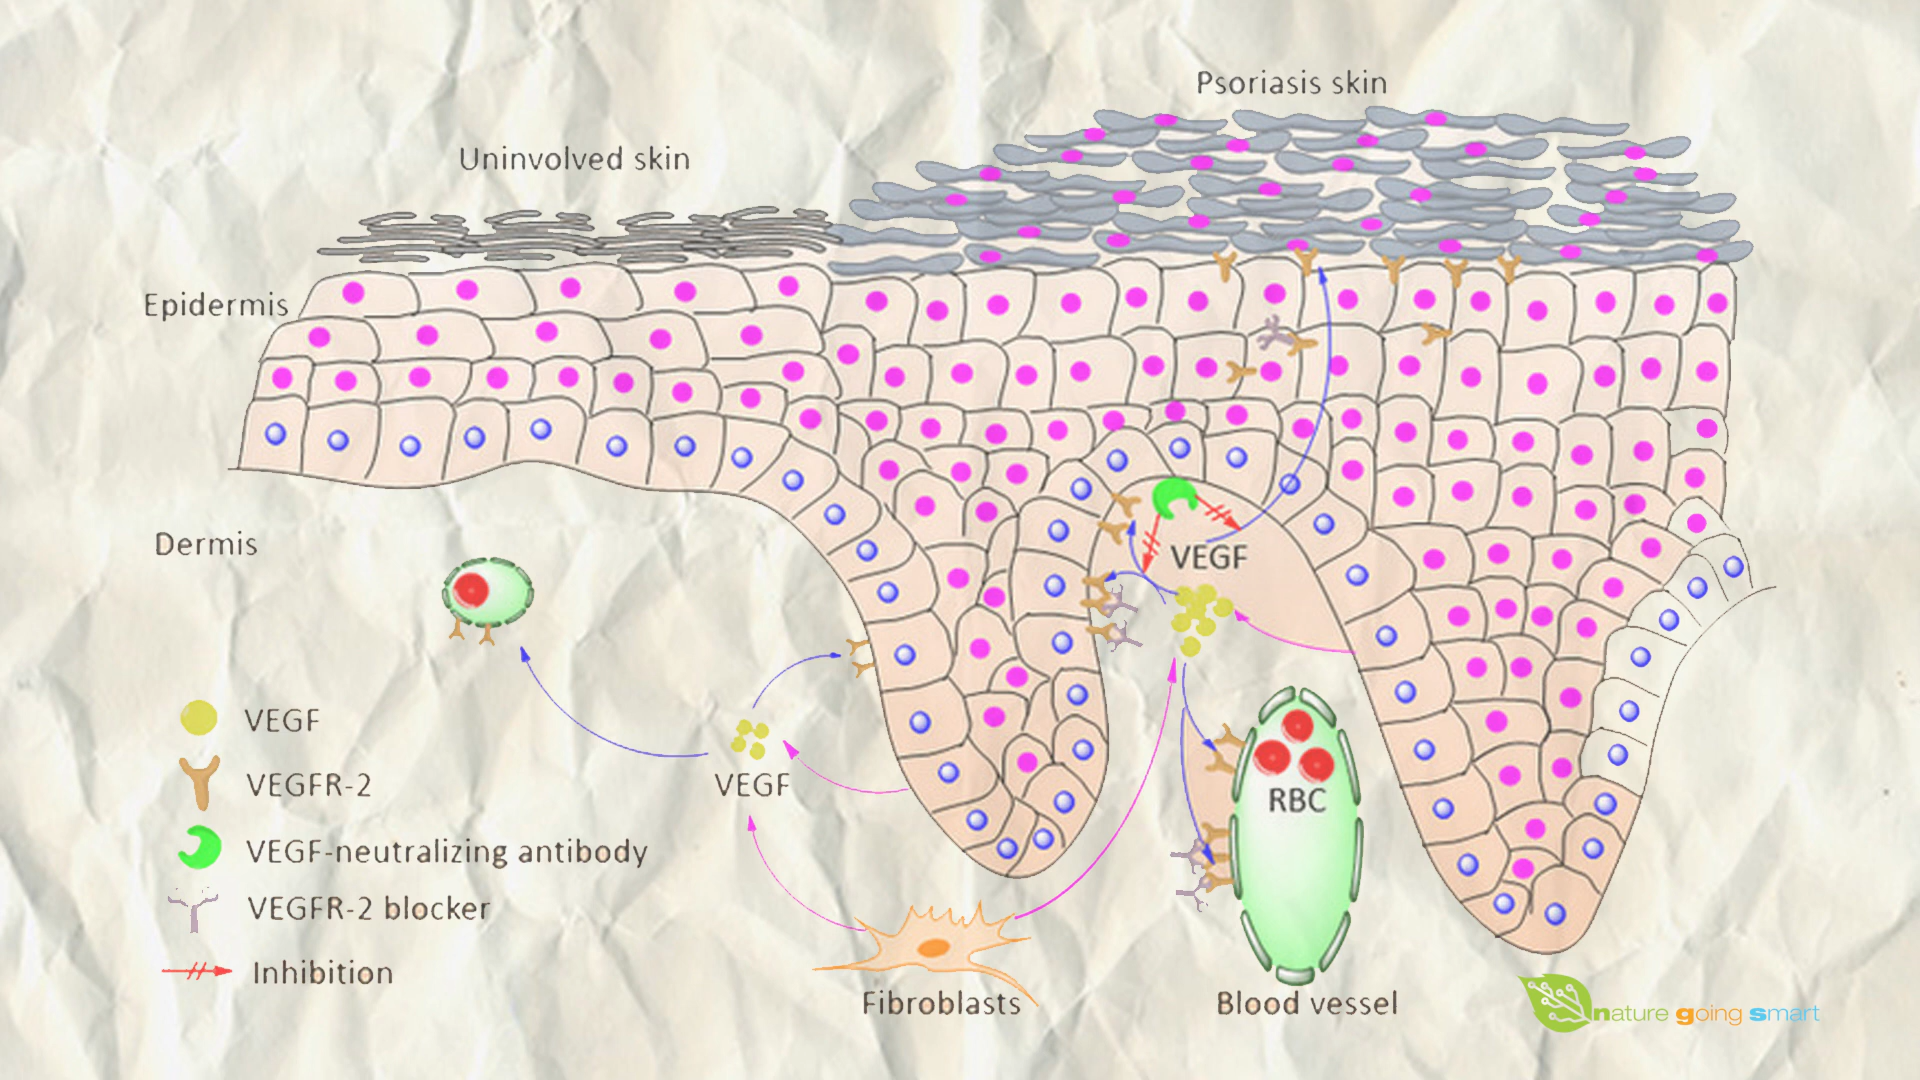 Psoriasis skin
Uninvolved skin
Epidermis
Dermis
VEGF
VEGF
RBC
Fibroblasts
Blood vessel
VEGF
VEGFR-2
VEGF-neutralizing antibody
VEGFR-2 blocker
Inhibition
nature going smart